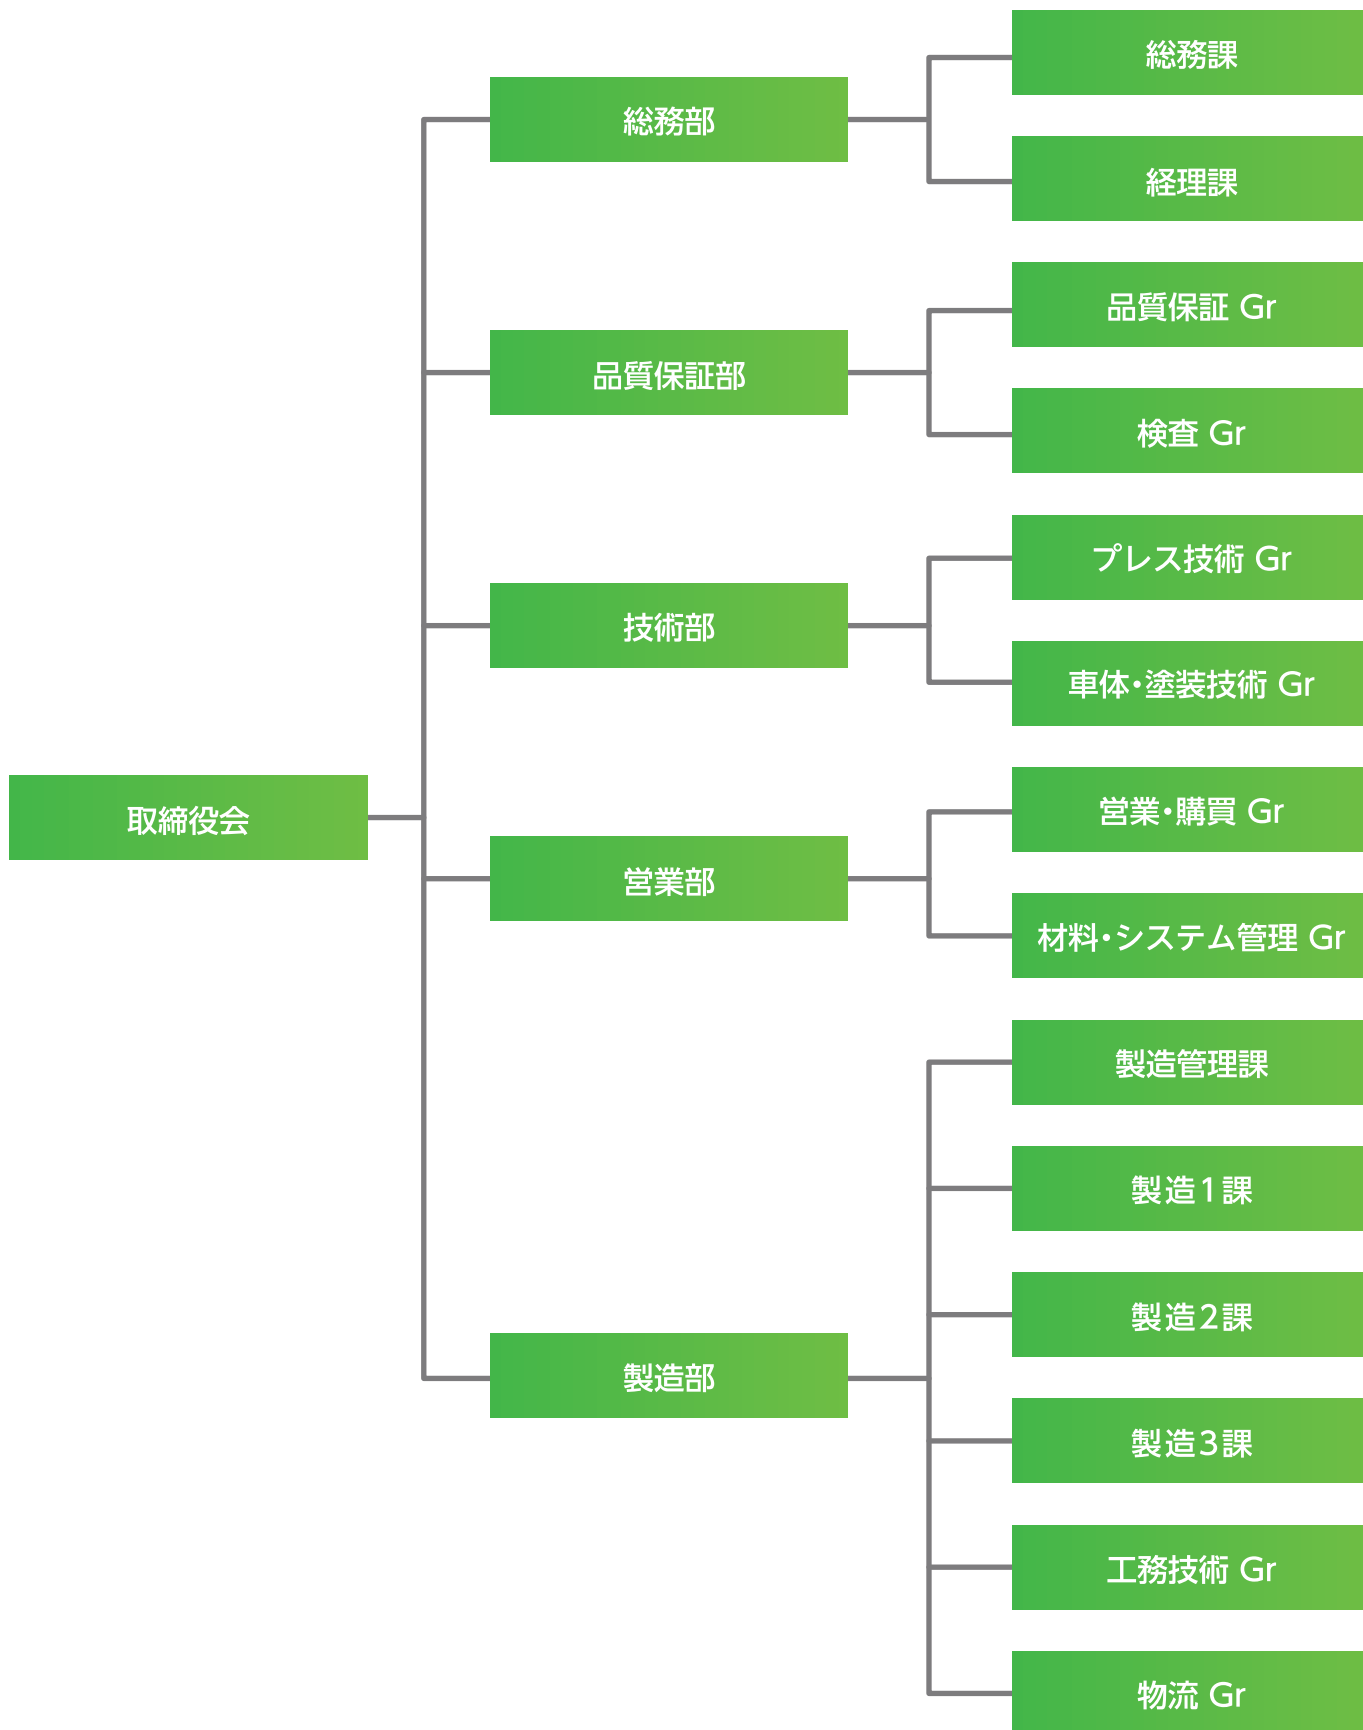 取締役会
総務部
総務課
経理課
品質保証部
品質保証 Gr
検査 Gr
技術部
プレス技術 Gr
車体・塗装技術 Gr
営業部
営業・購買 Gr
材料・システム管理 Gr
製造部
製造管理課
製造1課
製造2課
製造3課
工務技術 Gr
物流 Gr